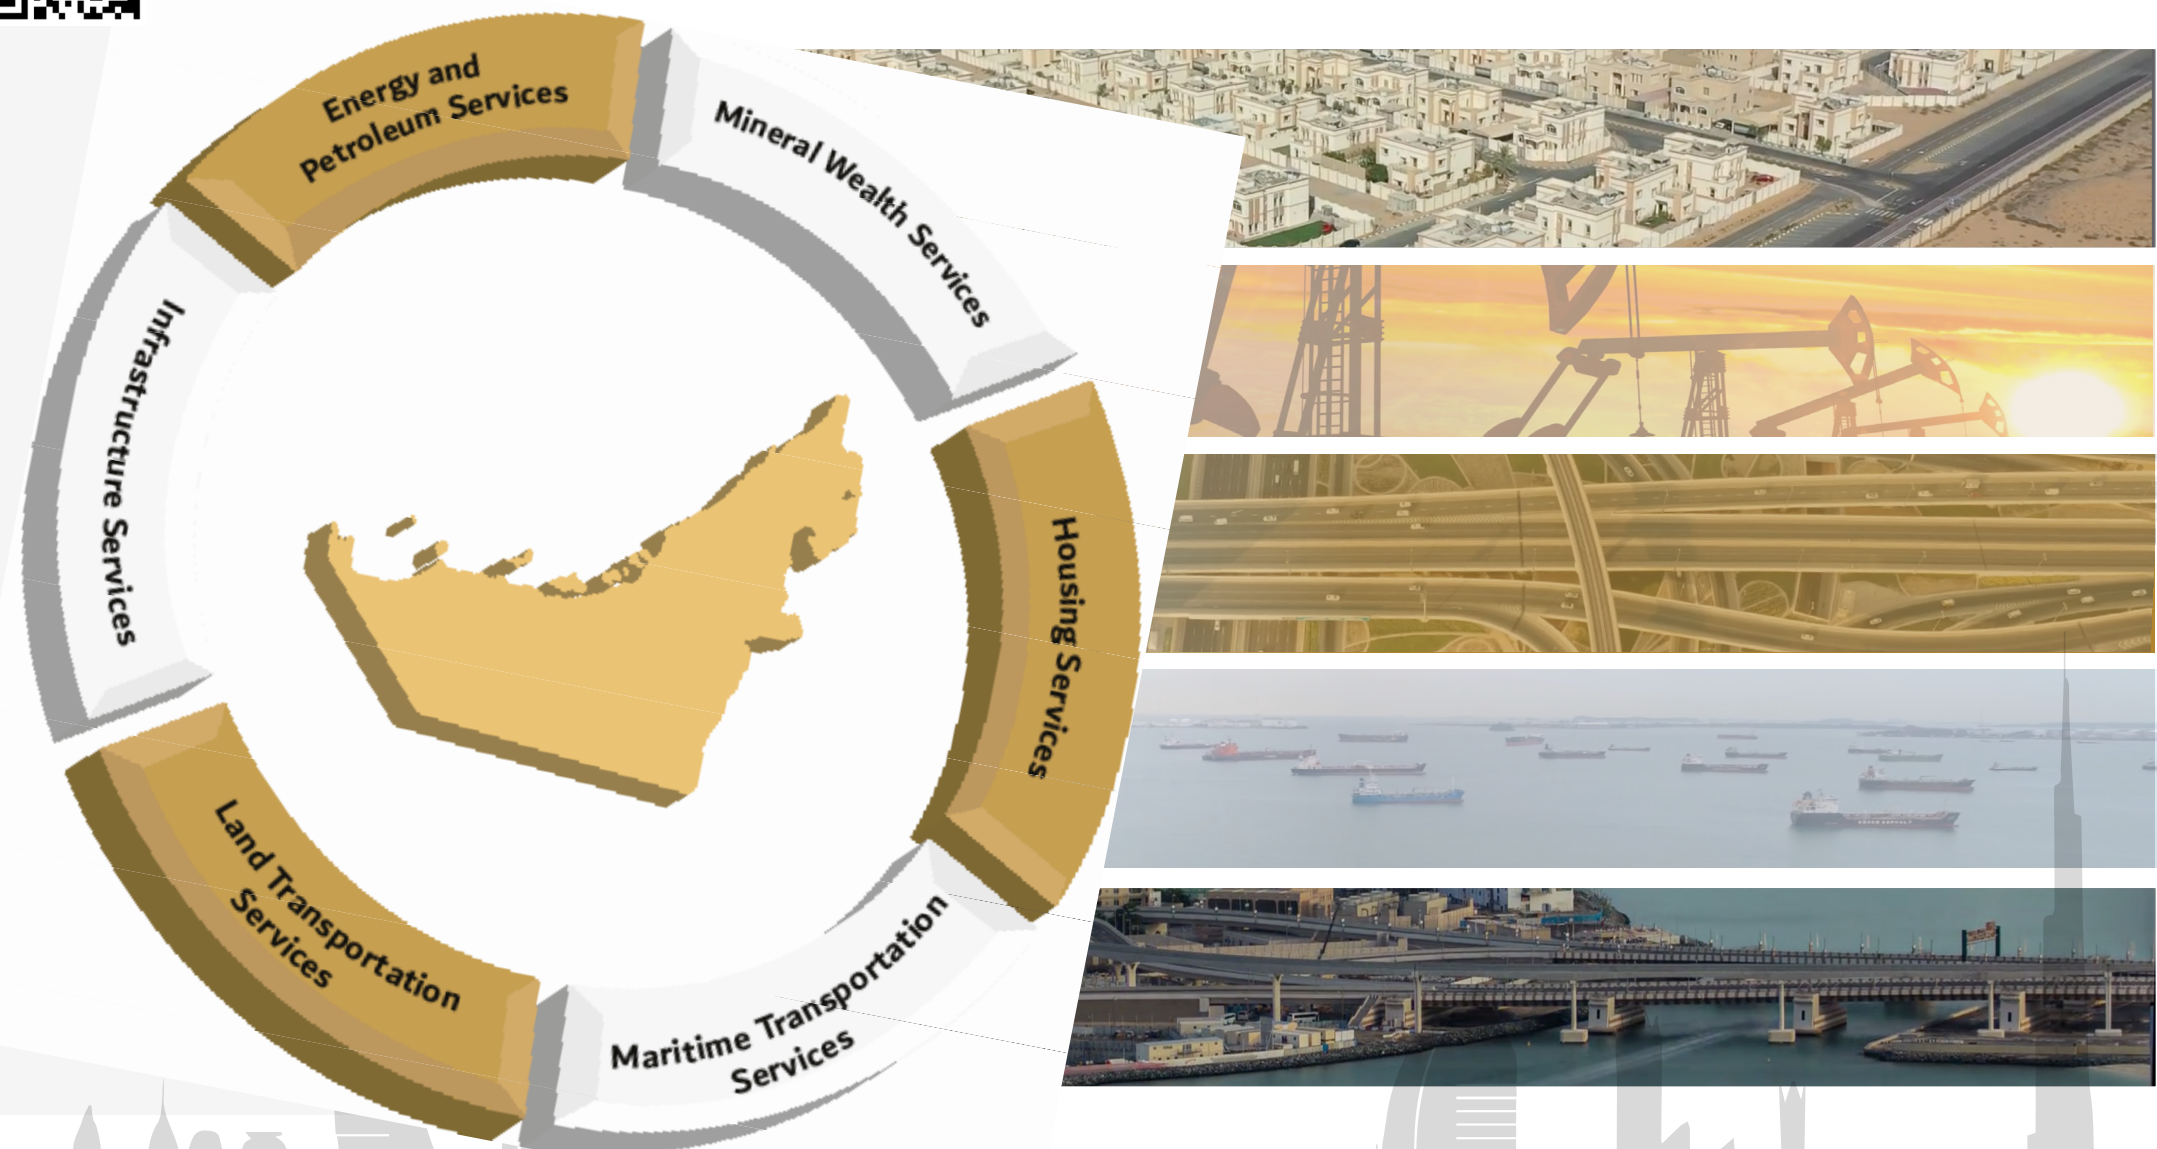 Energy and
Petroleum Services
Mineral Wealth Services
Housing Services
Maritime Transportation
Services
Land Transportation
Services
Infrastructure Services